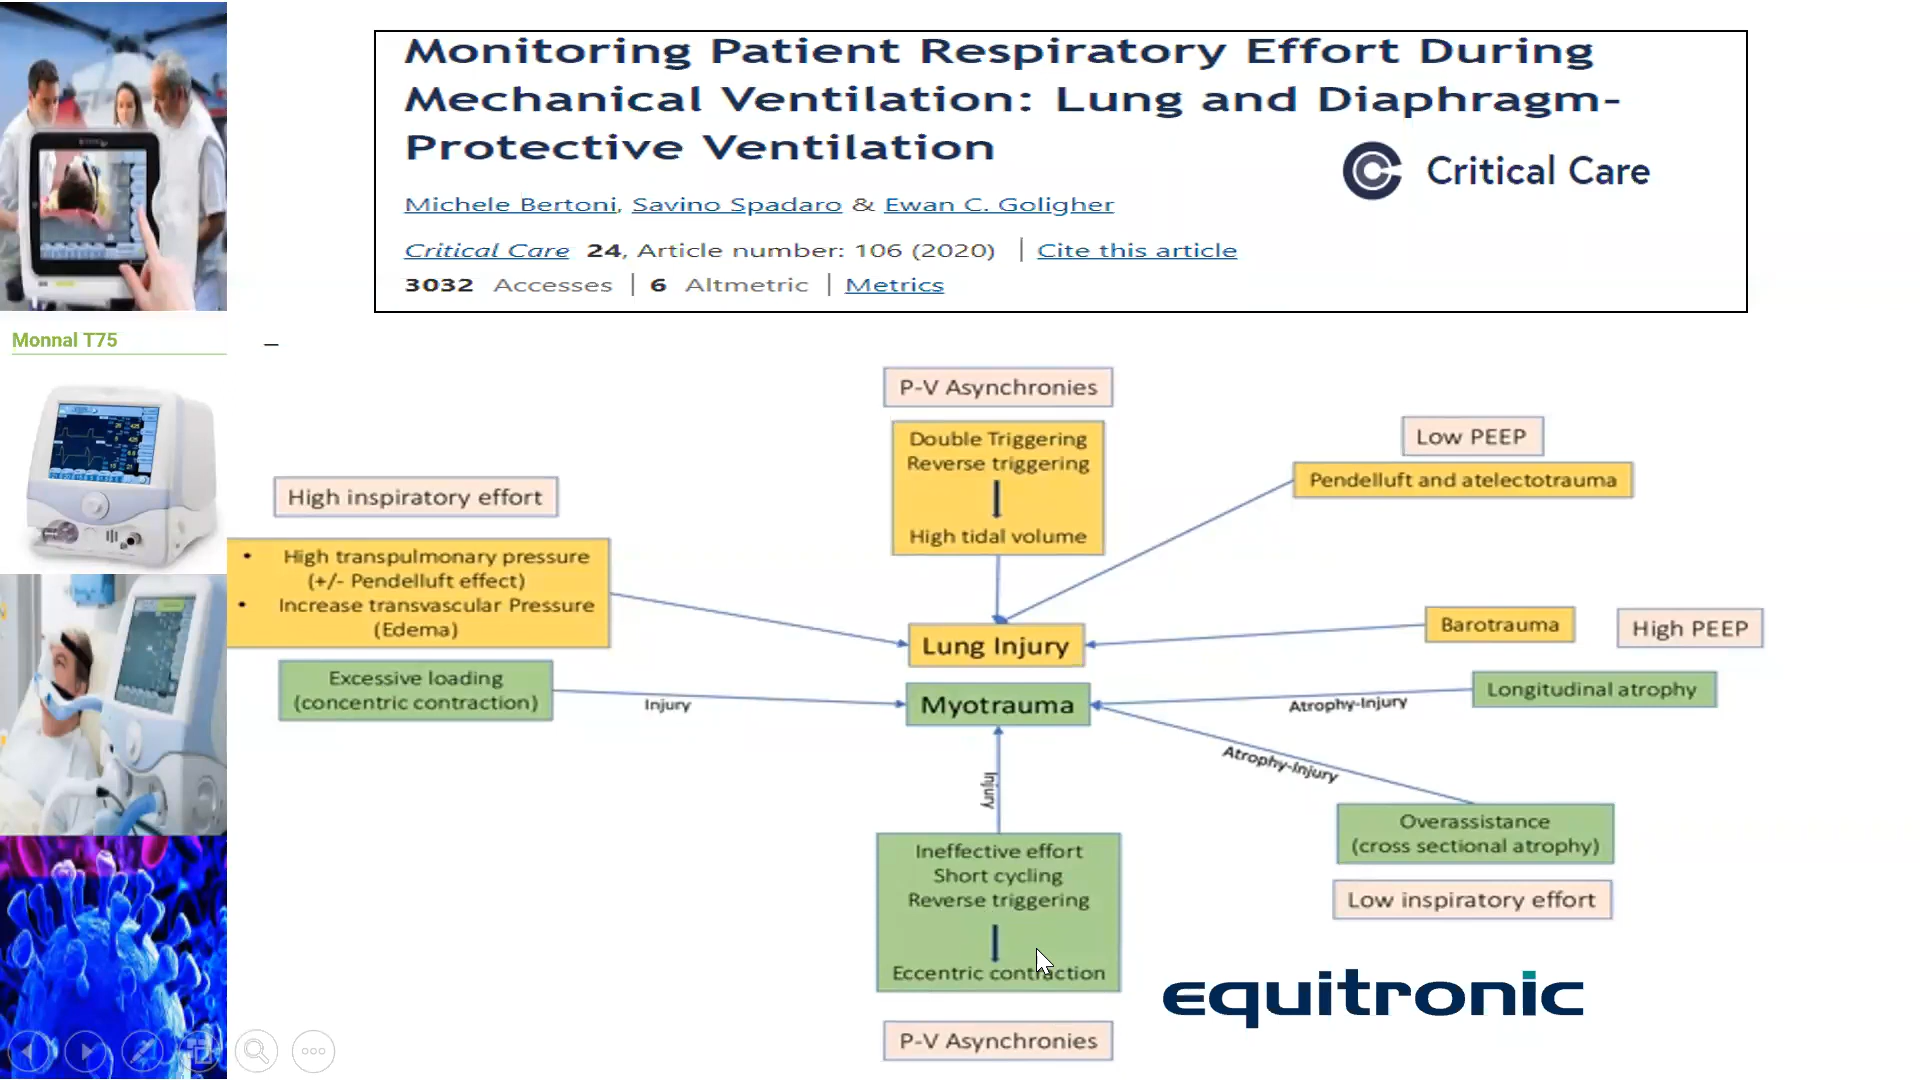 Monitoring Patient Respiratory Effort During
Mechanical Ventilation: Lung and Diaphragm-
Protective Ventilation
Critical Care
Michele Bertoni, Savino Spadaro & Ewan C. Goligher
Critical Care 24, Article number: 106 (2020) | Cite this article
3032 Accesses | 6 Altmetric | Metrics
Monnal T75
P-V Asynchronies
Double Triggering
Reverse triggering
High tidal volume
Low PEEP
Pendelluft and atelectotrauma
High inspiratory effort
• High transpulmonary pressure
(+/- Pendelluft effect)
• Increase transvascular Pressure
(Edema)
Lung Injury
Barotrauma
High PEEP
Excessive loading
(concentric contraction)
Injury
Myotrauma
Atrophy-Injury
Longitudinal atrophy
Atrophy-Injury
Injury
Overassistance
(cross sectional atrophy)
Low inspiratory effort
Ineffective effort
Short cycling
Reverse triggering
Eccentric contraction
P-V Asynchronies
equitronic